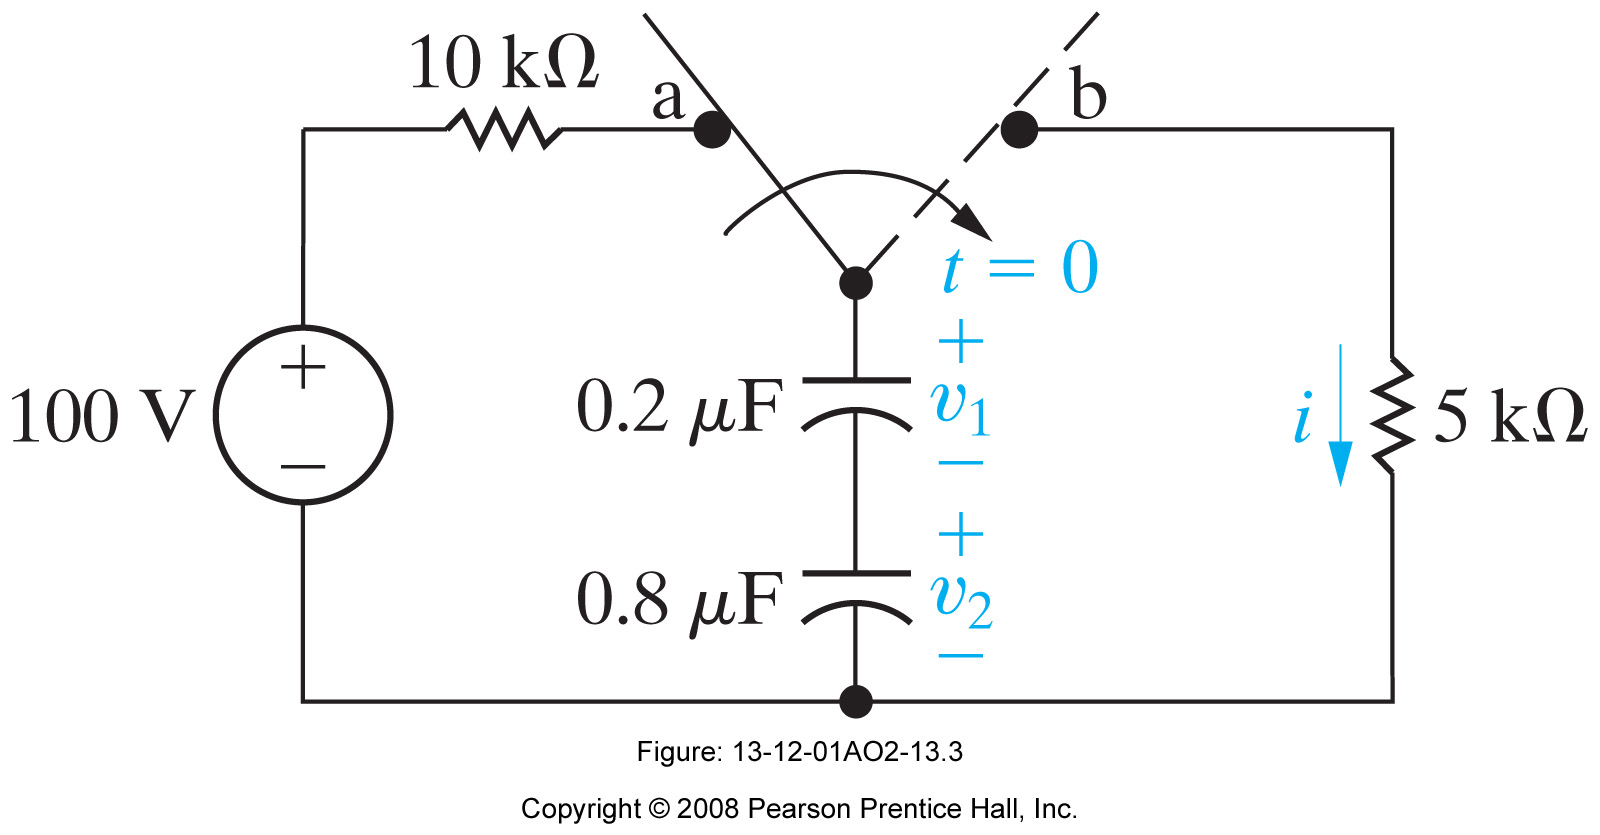 10 kΩ
a
b
t = 0
+
100 V
+
−
0.2 μF
v₁
−
i
5 kΩ
+
0.8 μF
v₂
−
Figure: 13-12-01AO2-13.3
Copyright © 2008 Pearson Prentice Hall, Inc.